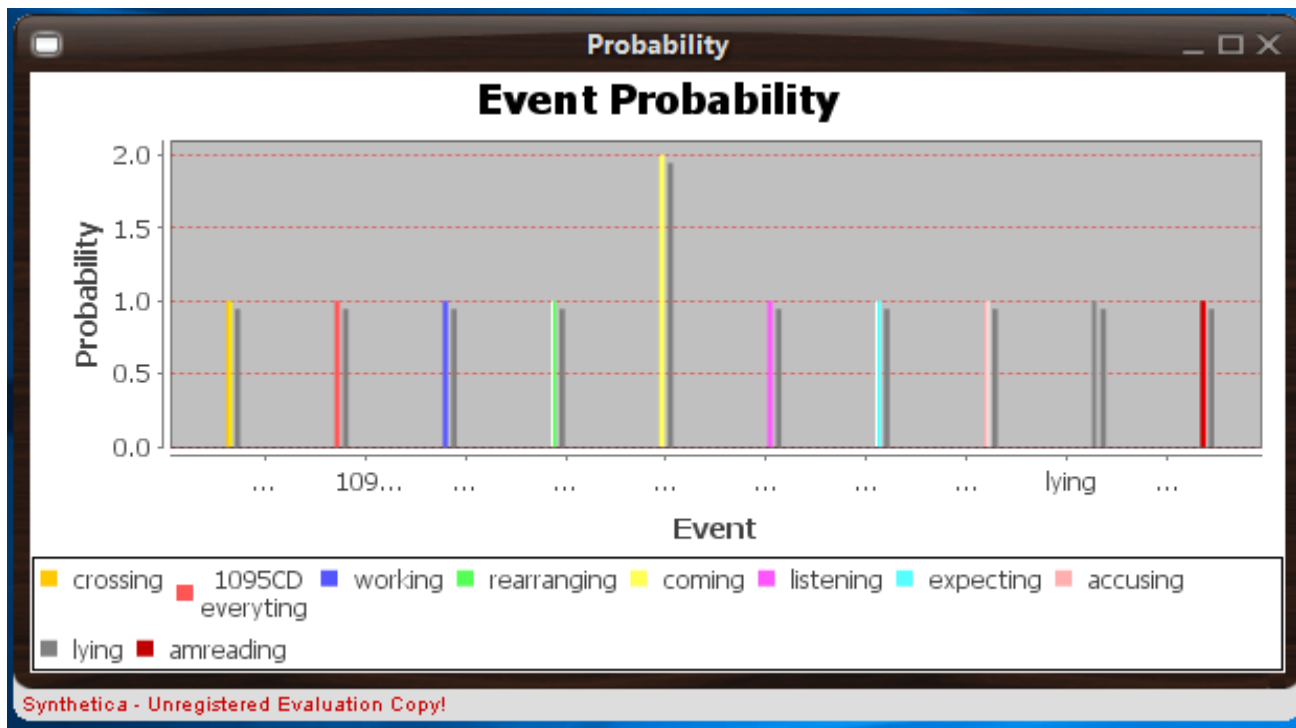 Probability
Event Probability
2.0
1.5
1.0
0.5
0.0
Probability
... 109... ... ... ... ... ... ... lying ...
Event
crossing 1095CD everyting working rearranging coming listening expecting accusing
lying amreading
Synthetica - Unregistered Evaluation Copy!